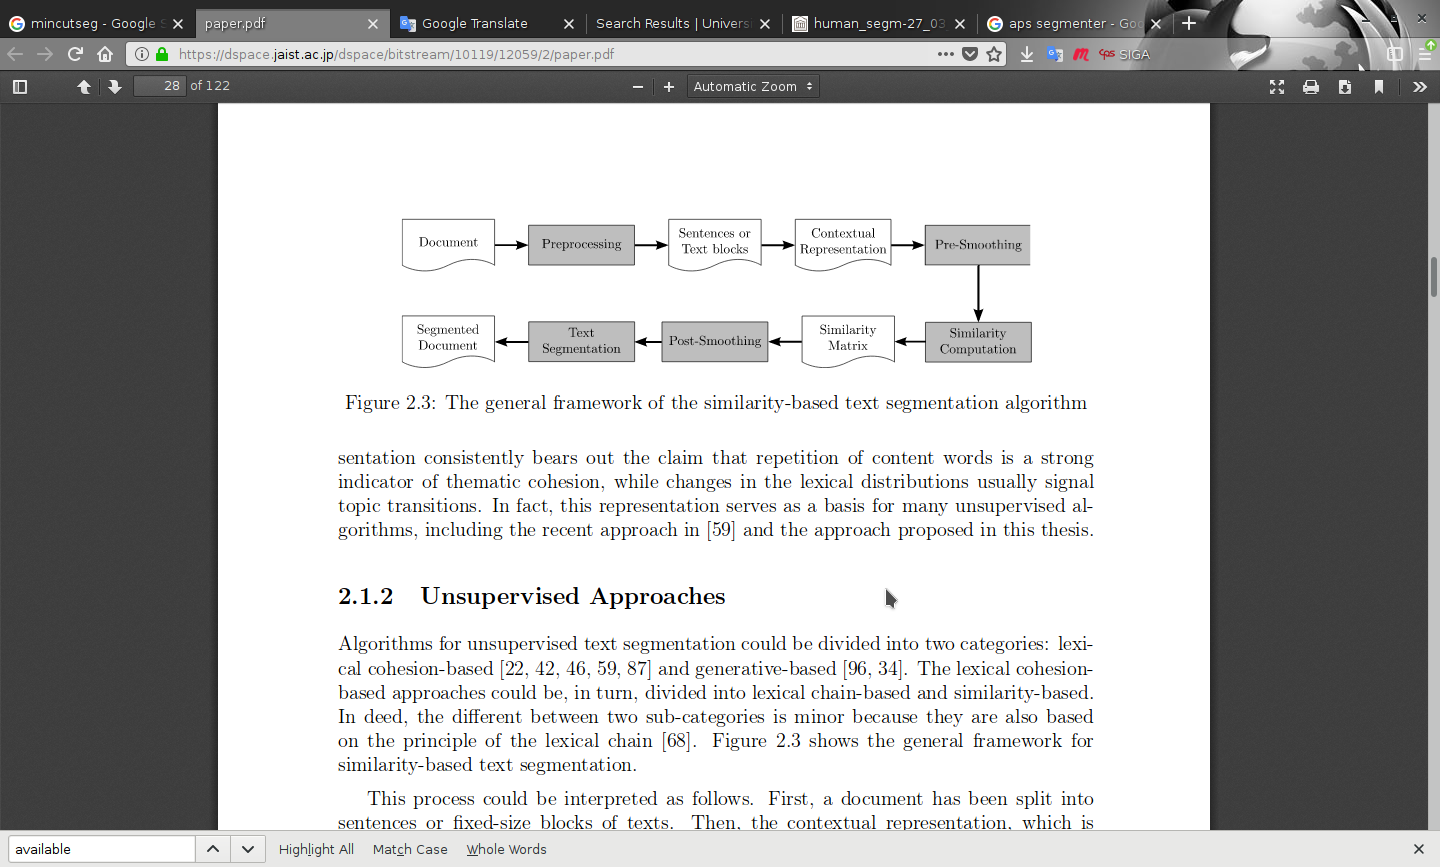 mincutseg - Google S
paper.pdf
Google Translate
Search Results | Universi
human_segm-27_03
aps segmenter - Goo
https://dspace.jaist.ac.jp/dspace/bitstream/10119/12059/2/paper.pdf
SIGA
28 of 122
Automatic Zoom
Document
Preprocessing
Sentences or
Text blocks
Contextual
Representation
Pre-Smoothing
Segmented
Document
Text
Segmentation
Post-Smoothing
Similarity
Matrix
Similarity
Computation
Figure 2.3: The general framework of the similarity-based text segmentation algorithm
sentation consistently bears out the claim that repetition of content words is a strong
indicator of thematic cohesion, while changes in the lexical distributions usually signal
topic transitions. In fact, this representation serves as a basis for many unsupervised al-
gorithms, including the recent approach in [59] and the approach proposed in this thesis.
2.1.2 Unsupervised Approaches
Algorithms for unsupervised text segmentation could be divided into two categories: lexi-
cal cohesion-based [22, 42, 46, 59, 87] and generative-based [96, 34]. The lexical cohesion-
based approaches could be, in turn, divided into lexical chain-based and similarity-based.
In deed, the different between two sub-categories is minor because they are also based
on the principle of the lexical chain [68]. Figure 2.3 shows the general framework for
similarity-based text segmentation.
This process could be interpreted as follows. First, a document has been split into
sentences or fixed-size blocks of texts. Then, the contextual representation, which is
available
Highlight All
Match Case
Whole Words